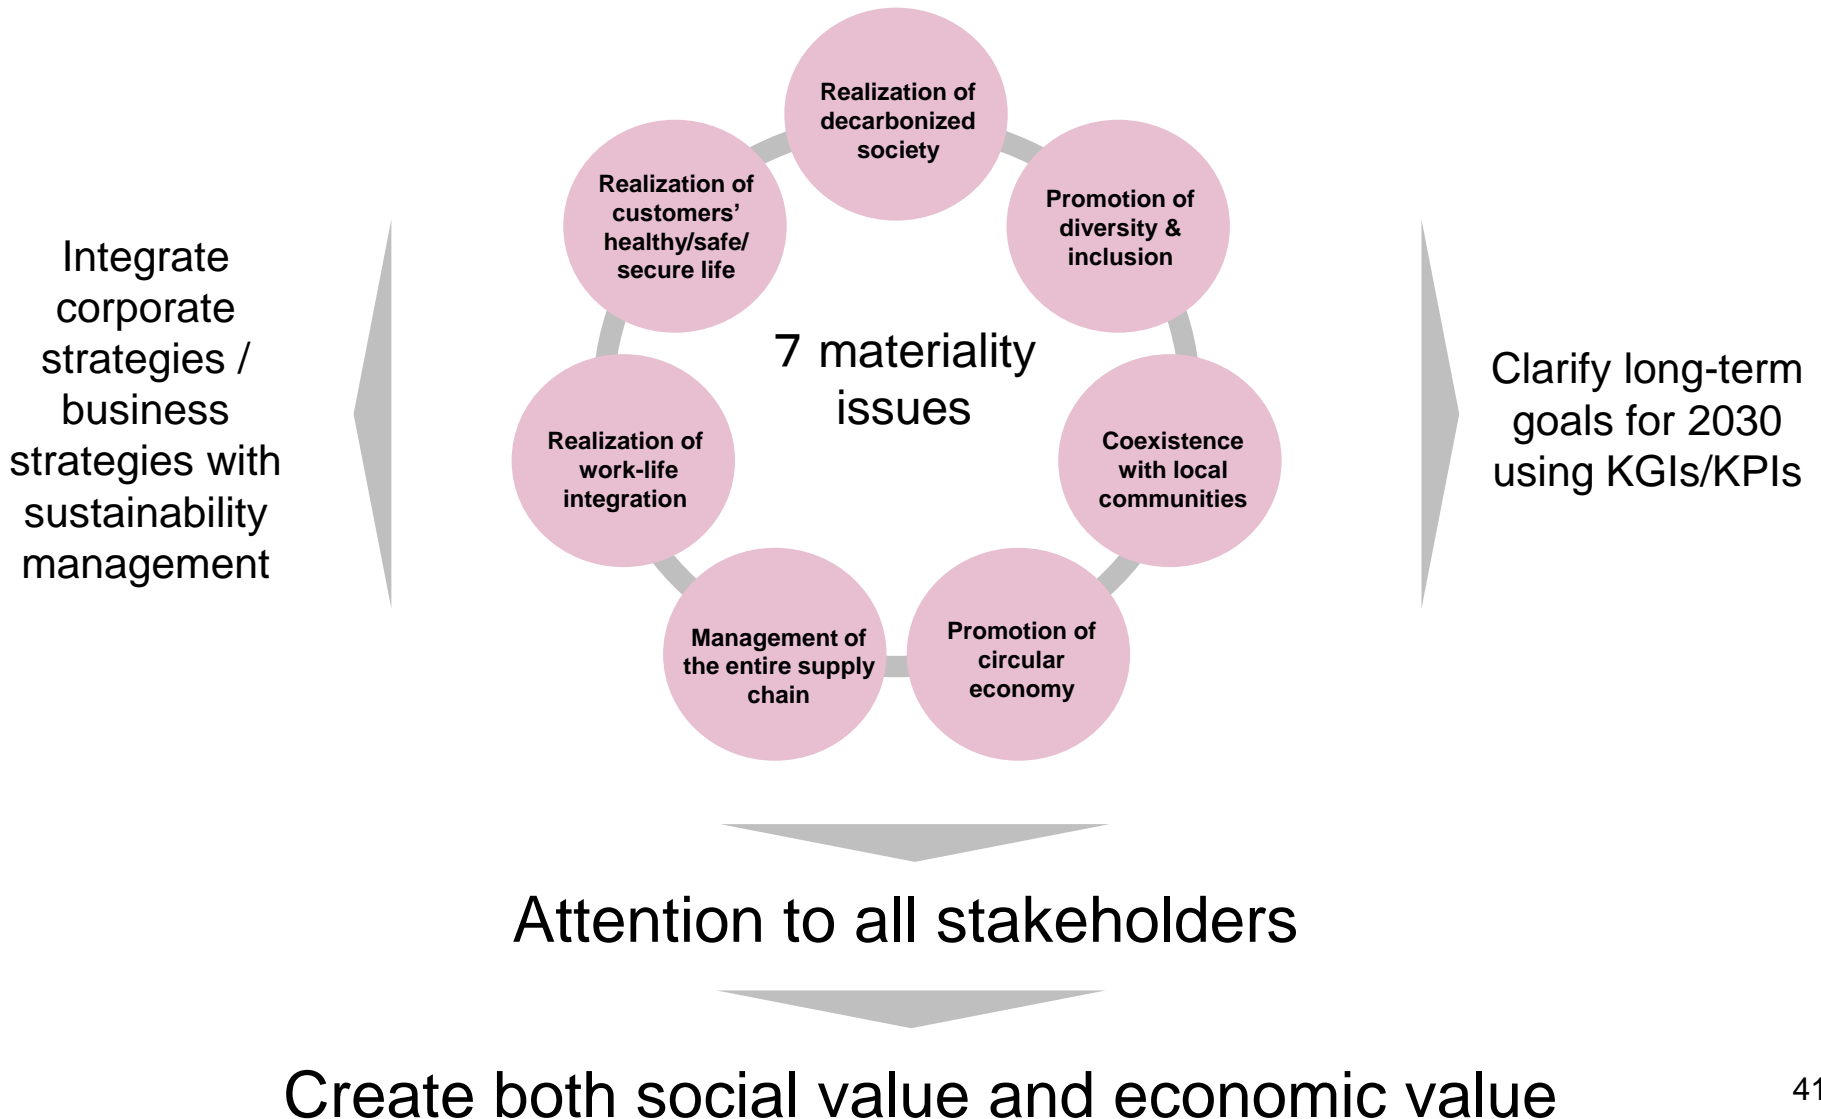 Realization of
decarbonized
society
Realization of
customers’
healthy/safe/
secure life
Promotion of
diversity &
inclusion
Integrate
corporate
strategies /
business
strategies with
sustainability
management
7 materiality
issues
Clarify long-term
goals for 2030
using KGIs/KPIs
Realization of
work-life
integration
Coexistence
with local
communities
Management of
the entire supply
chain
Promotion of
circular
economy
Attention to all stakeholders
Create both social value and economic value
41